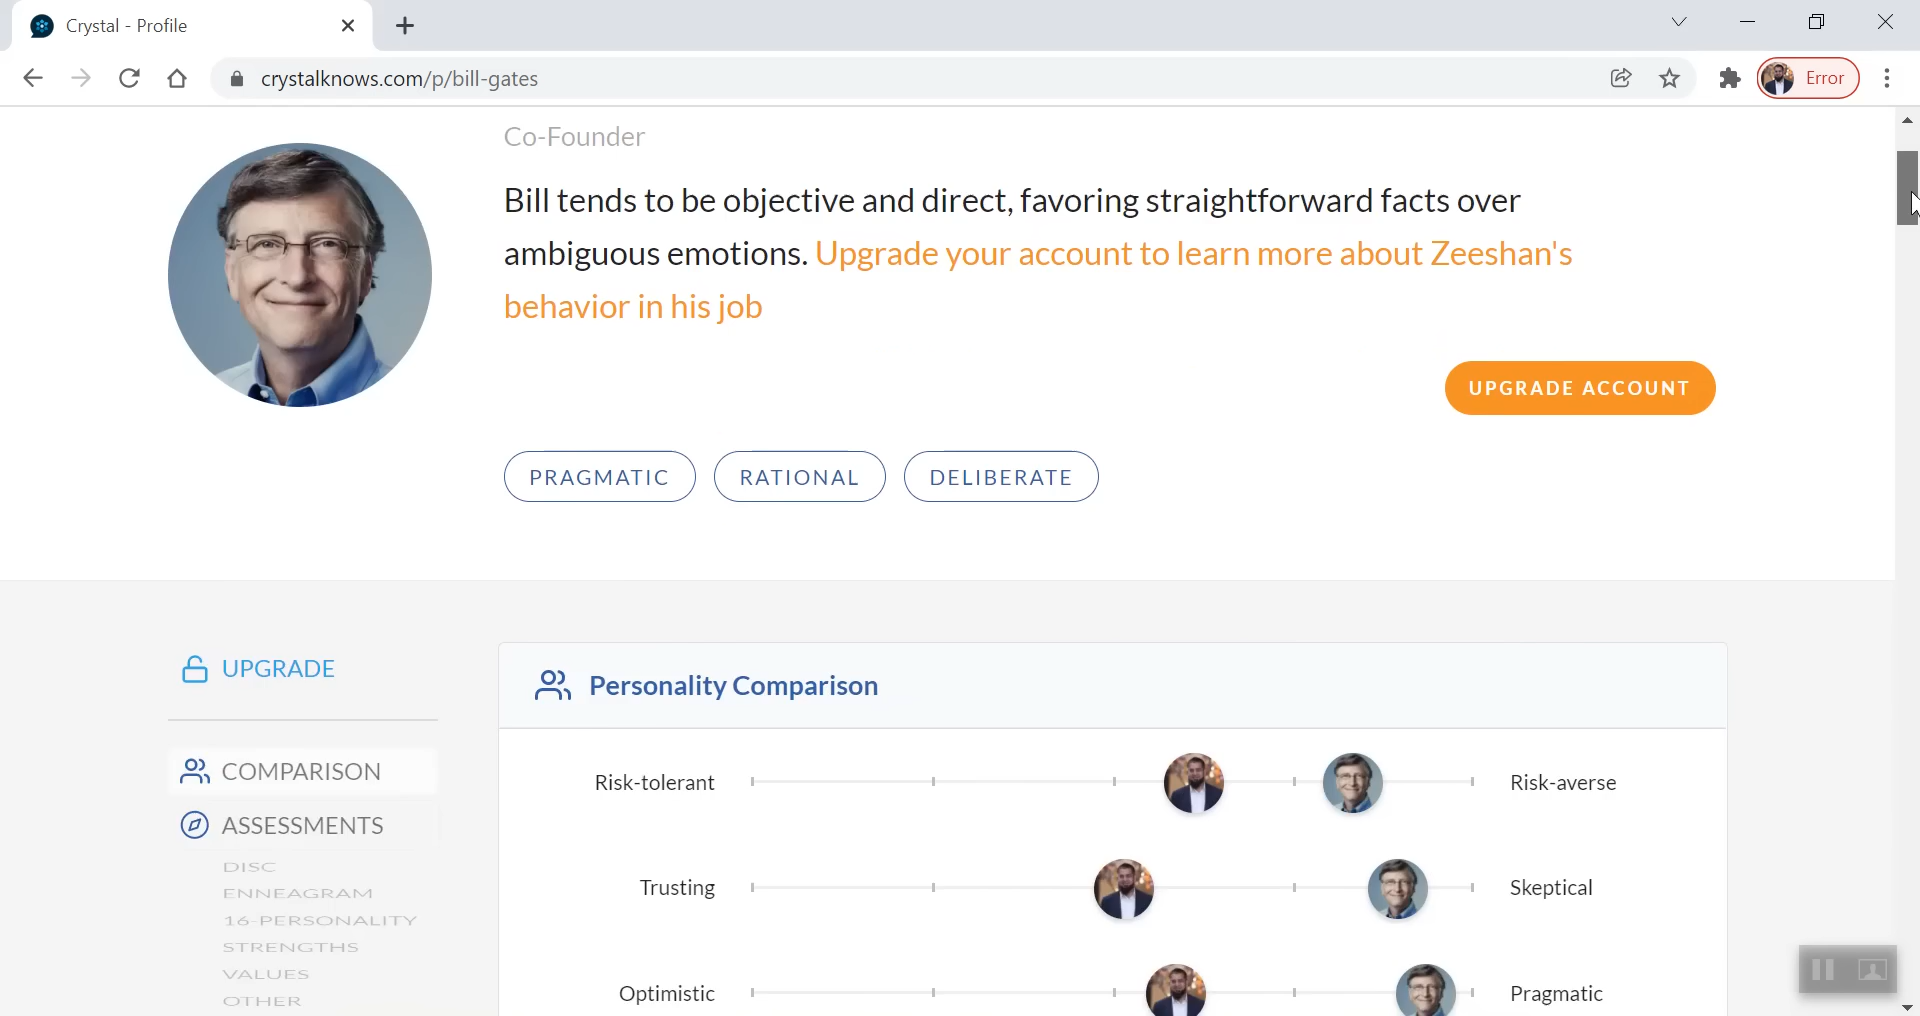 Crystal - Profile
crystalknows.com/p/bill-gates
Error
Co-Founder
Bill tends to be objective and direct, favoring straightforward facts over
ambiguous emotions. Upgrade your account to learn more about Zeeshan's
behavior in his job
UPGRADE ACCOUNT
PRAGMATIC RATIONAL DELIBERATE
UPGRADE
COMPARISON
ASSESSMENTS
DISC
ENNEAGRAM
16-PERSONALITY
STRENGTHS
VALUES
OTHER
Personality Comparison
Risk-tolerant Risk-averse
Trusting Skeptical
Optimistic Pragmatic